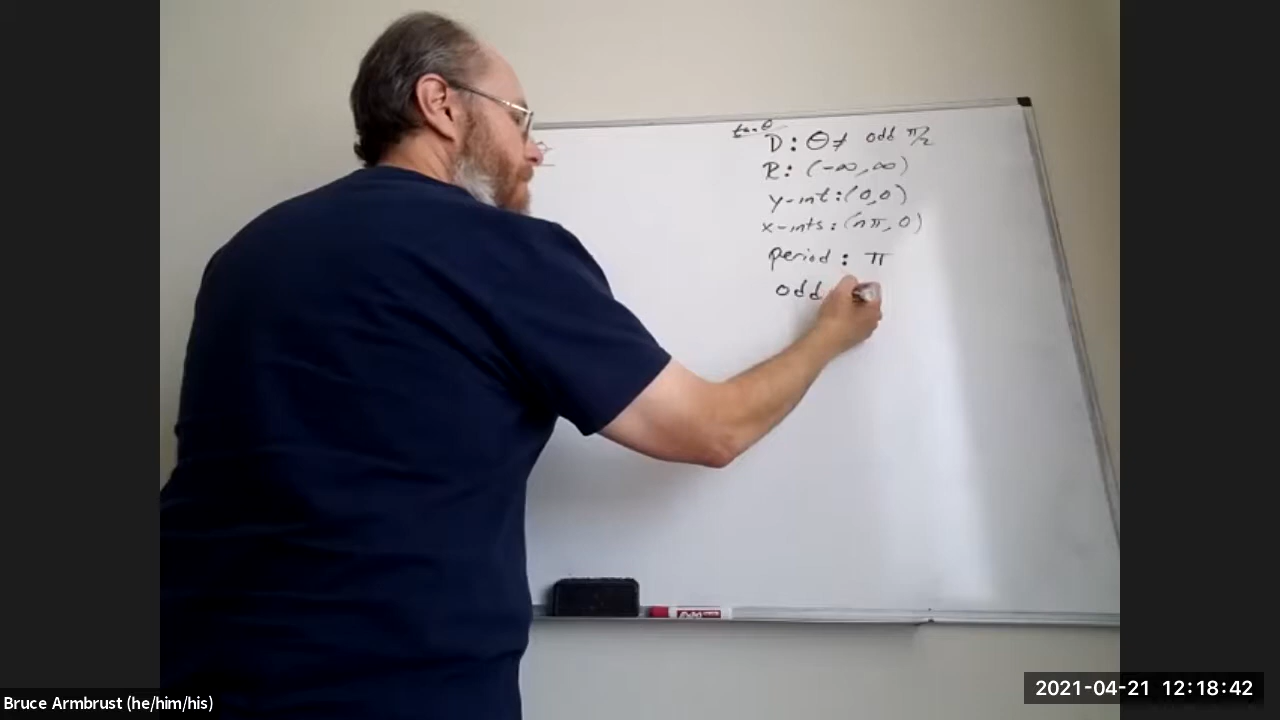 tan θ
D: θ ≠ odd π/2
R: (-∞, ∞)
y-int: (0,0)
x-ints: (nπ, 0)
period: π
odd
Bruce Armbrust (he/him/his)
2021-04-21 12:18:42